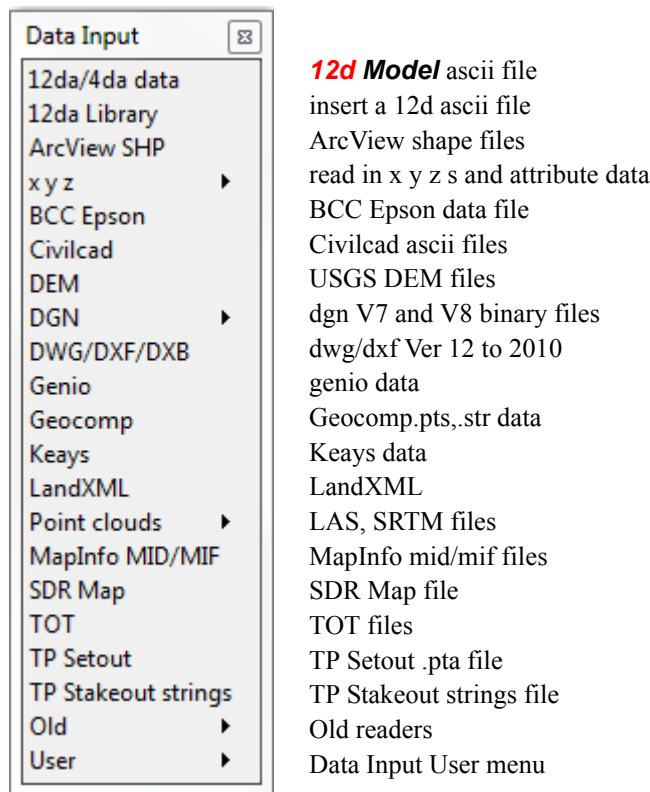 Data Input
12da/4da data 12d Model ascii file
12da Library insert a 12d ascii file
ArcView SHP ArcView shape files
x y z read in x y z s and attribute data
BCC Epson BCC Epson data file
Civilcad Civilcad ascii files
DEM USGS DEM files
DGN dgn V7 and V8 binary files
DWG/DXF/DXB dwg/dxf Ver 12 to 2010
Genio genio data
Geocomp Geocomp.pts,.str data
Keays Keays data
LandXML LandXML
Point clouds LAS, SRTM files
MapInfo MID/MIF MapInfo mid/mif files
SDR Map SDR Map file
TOT TOT files
TP Setout TP Setout .pta file
TP Stakeout strings TP Stakeout strings file
Old Old readers
User Data Input User menu